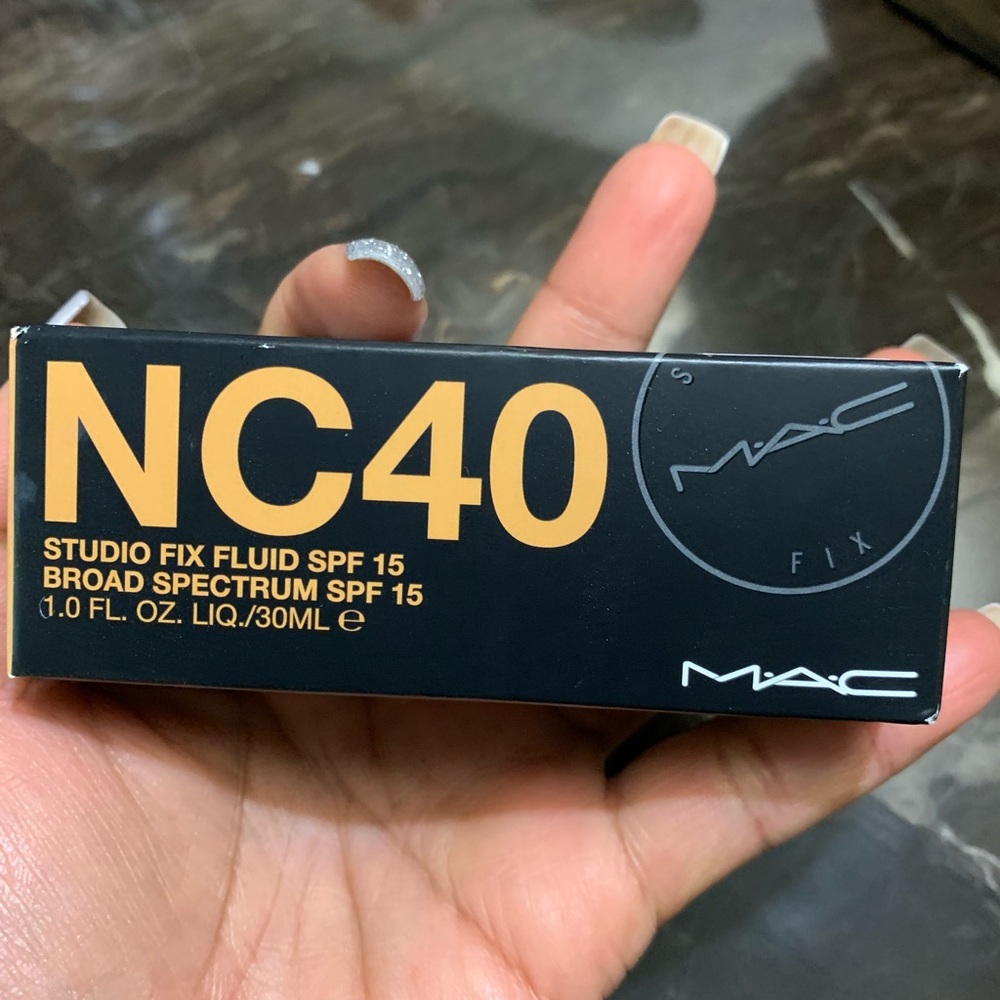 NC40
STUDIO FIX FLUID SPF 15
BROAD SPECTRUM SPF 15
1.0 FL. OZ. LIQ./30ML ℮
S
M·A·C
FIX
M·A·C